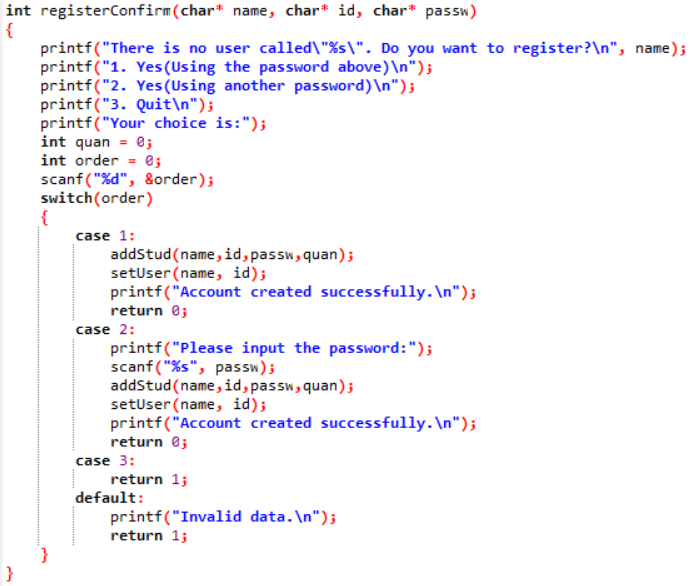 int registerConfirm(char* name, char* id, char* passw)
{
    printf("There is no user called\"%s\". Do you want to register?\n", name);
    printf("1. Yes(Using the password above)\n");
    printf("2. Yes(Using another password)\n");
    printf("3. Quit\n");
    printf("Your choice is:");
    int quan = 0;
    int order = 0;
    scanf("%d", &order);
    switch(order)
    {
        case 1:
            addStud(name,id,passw,quan);
            setUser(name, id);
            printf("Account created successfully.\n");
            return 0;
        case 2:
            printf("Please input the password:");
            scanf("%s", passw);
            addStud(name,id,passw,quan);
            setUser(name, id);
            printf("Account created successfully.\n");
            return 0;
        case 3:
            return 1;
        default:
            printf("Invalid data.\n");
            return 1;
    }
}